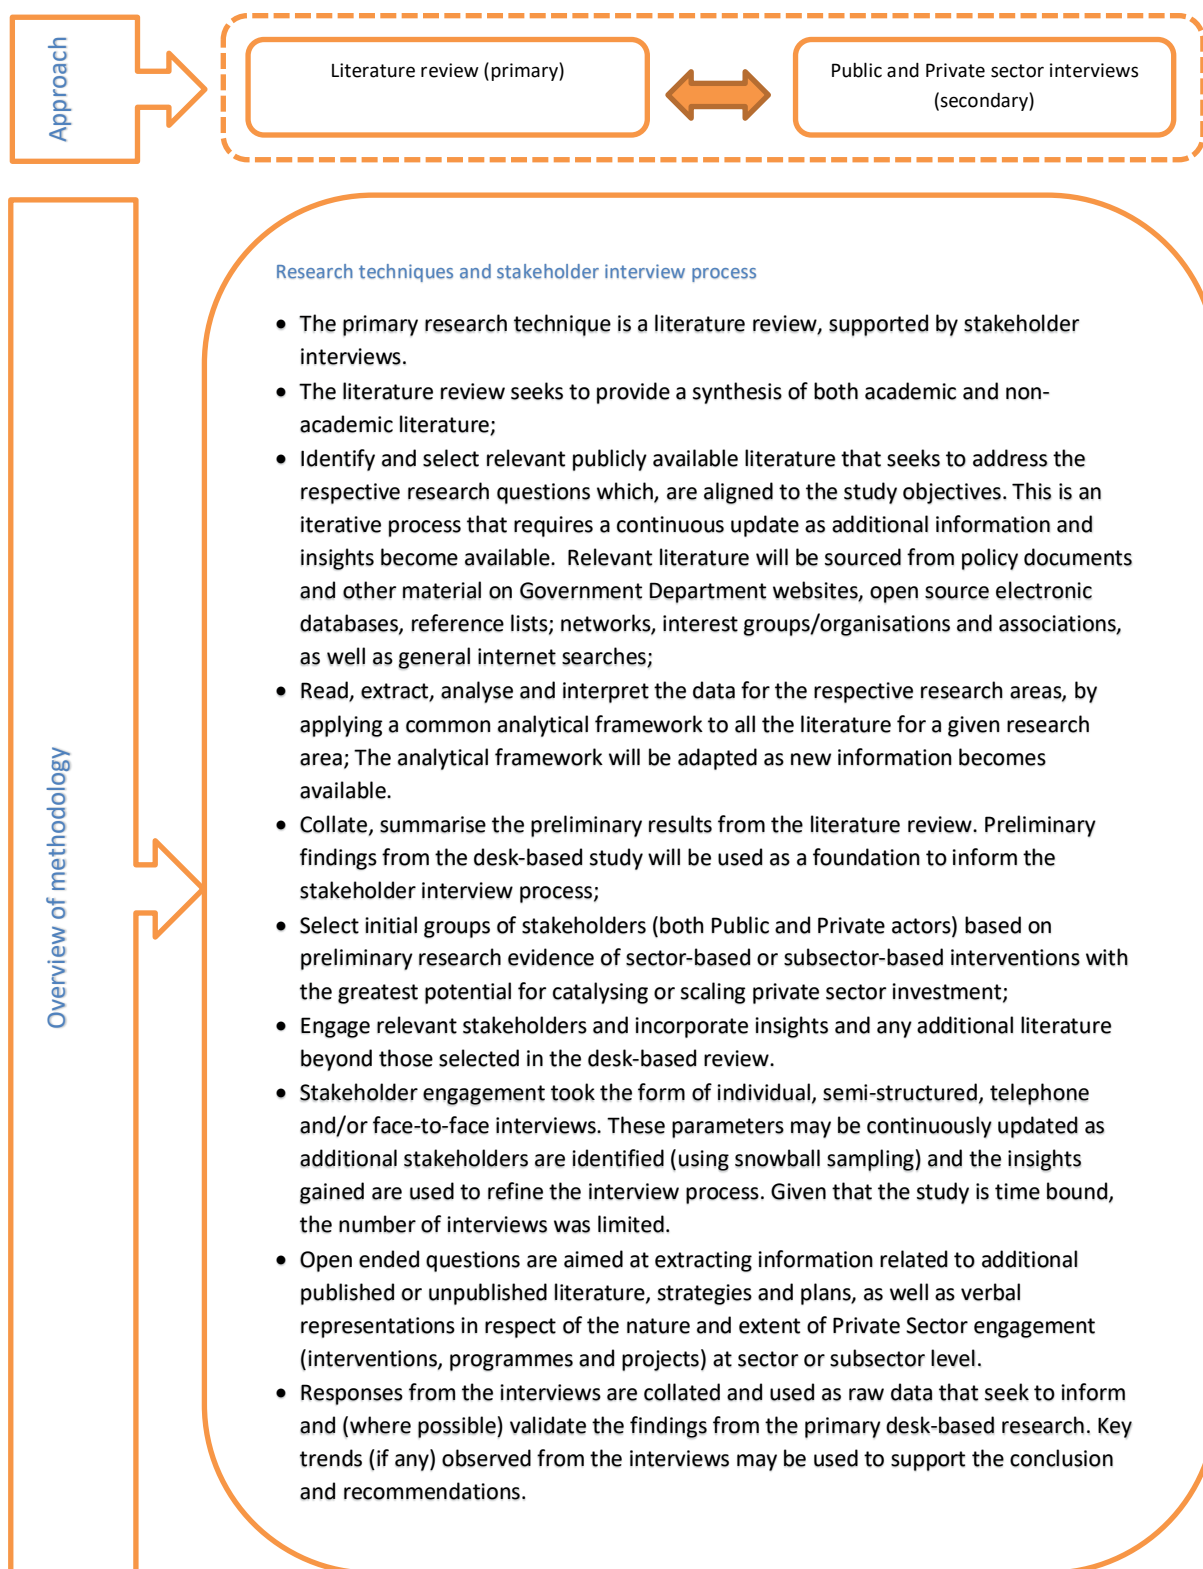 Approach
Literature review (primary)
Public and Private sector interviews
(secondary)
Overview of methodology
Research techniques and stakeholder interview process
• The primary research technique is a literature review, supported by stakeholder
interviews.
• The literature review seeks to provide a synthesis of both academic and non-
academic literature;
• Identify and select relevant publicly available literature that seeks to address the
respective research questions which, are aligned to the study objectives. This is an
iterative process that requires a continuous update as additional information and
insights become available.  Relevant literature will be sourced from policy documents
and other material on Government Department websites, open source electronic
databases, reference lists; networks, interest groups/organisations and associations,
as well as general internet searches;
• Read, extract, analyse and interpret the data for the respective research areas, by
applying a common analytical framework to all the literature for a given research
area; The analytical framework will be adapted as new information becomes
available.
• Collate, summarise the preliminary results from the literature review. Preliminary
findings from the desk-based study will be used as a foundation to inform the
stakeholder interview process;
• Select initial groups of stakeholders (both Public and Private actors) based on
preliminary research evidence of sector-based or subsector-based interventions with
the greatest potential for catalysing or scaling private sector investment;
• Engage relevant stakeholders and incorporate insights and any additional literature
beyond those selected in the desk-based review.
• Stakeholder engagement took the form of individual, semi-structured, telephone
and/or face-to-face interviews. These parameters may be continuously updated as
additional stakeholders are identified (using snowball sampling) and the insights
gained are used to refine the interview process. Given that the study is time bound,
the number of interviews was limited.
• Open ended questions are aimed at extracting information related to additional
published or unpublished literature, strategies and plans, as well as verbal
representations in respect of the nature and extent of Private Sector engagement
(interventions, programmes and projects) at sector or subsector level.
• Responses from the interviews are collated and used as raw data that seek to inform
and (where possible) validate the findings from the primary desk-based research. Key
trends (if any) observed from the interviews may be used to support the conclusion
and recommendations.